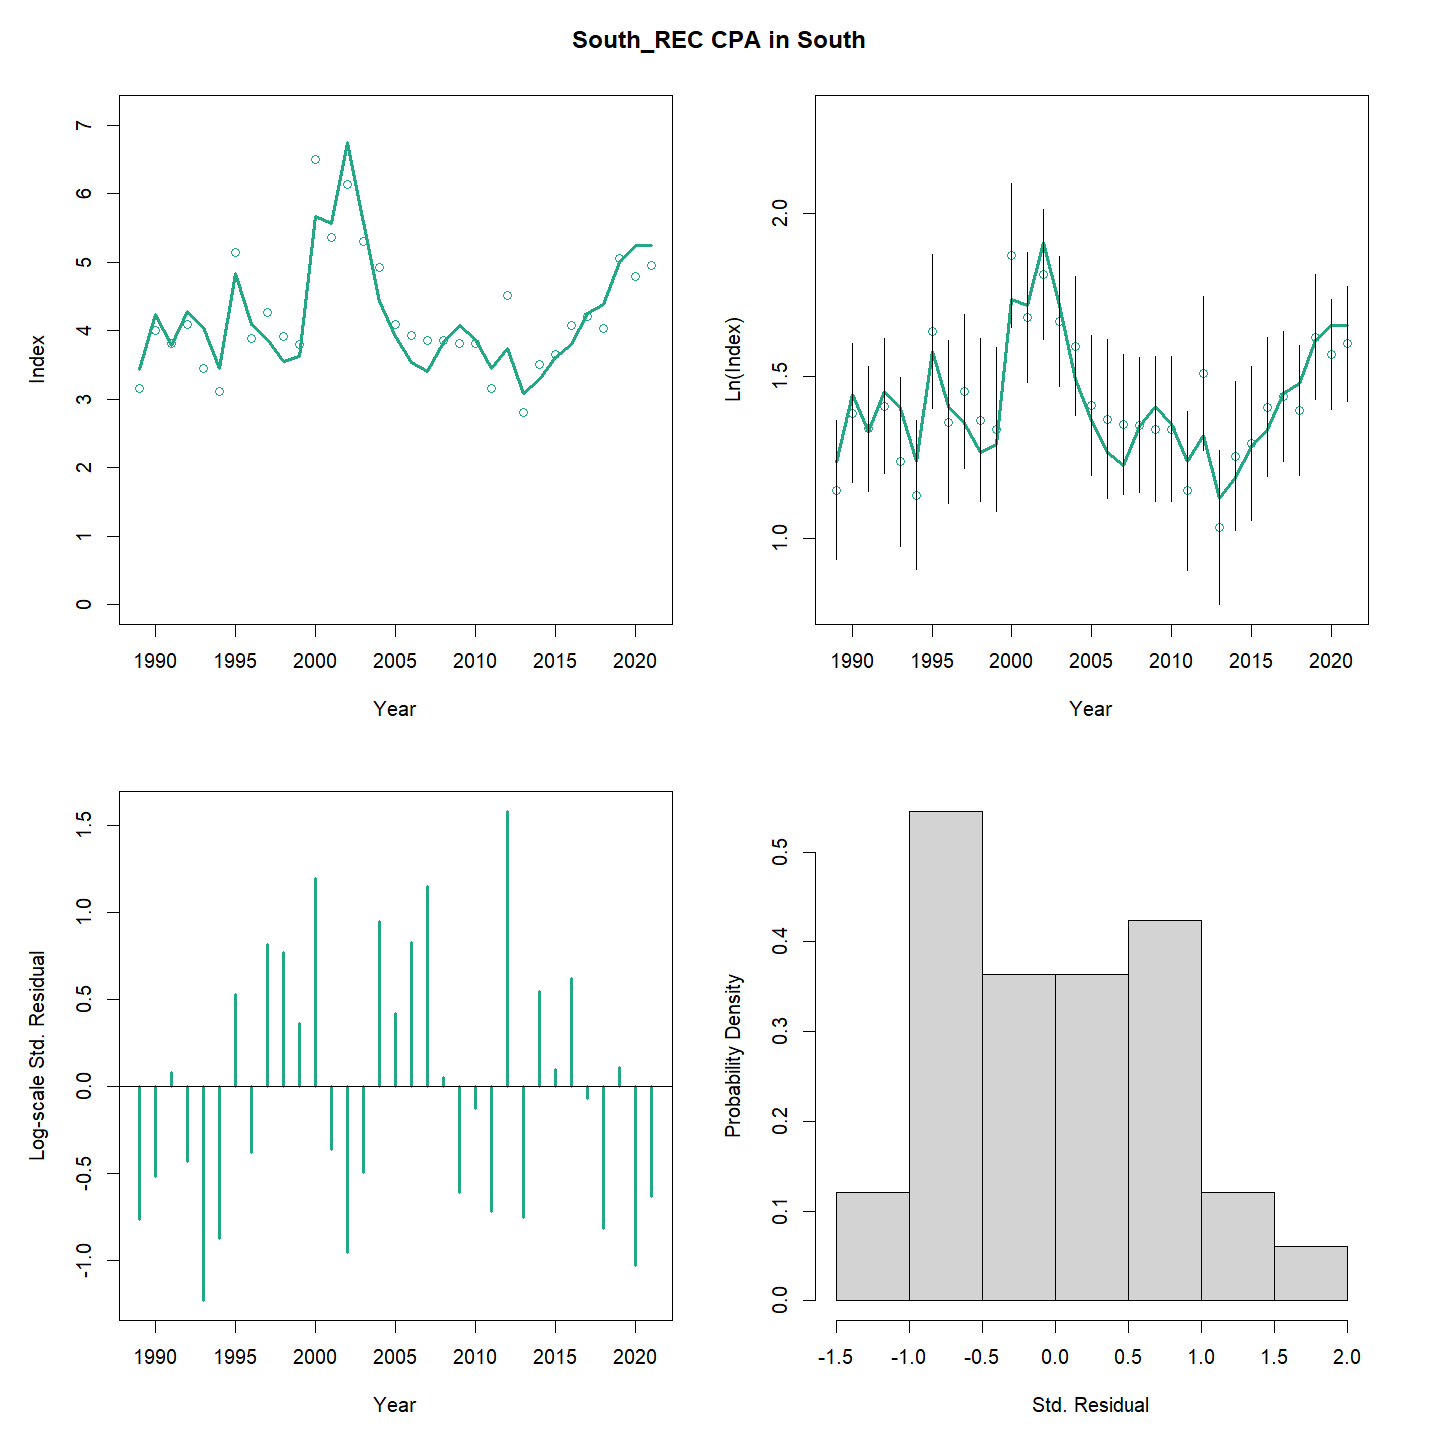 South_REC CPA in South
7
6
5
4
3
2
1
0
Index
1990 1995 2000 2005 2010 2015 2020
Year
2.0
1.5
1.0
Ln(Index)
1990 1995 2000 2005 2010 2015 2020
Year
1.5
1.0
0.5
0.0
-0.5
-1.0
Log-scale Std. Residual
1990 1995 2000 2005 2010 2015 2020
Year
0.5
0.4
0.3
0.2
0.1
0.0
Probability Density
-1.5 -1.0 -0.5 0.0 0.5 1.0 1.5 2.0
Std. Residual